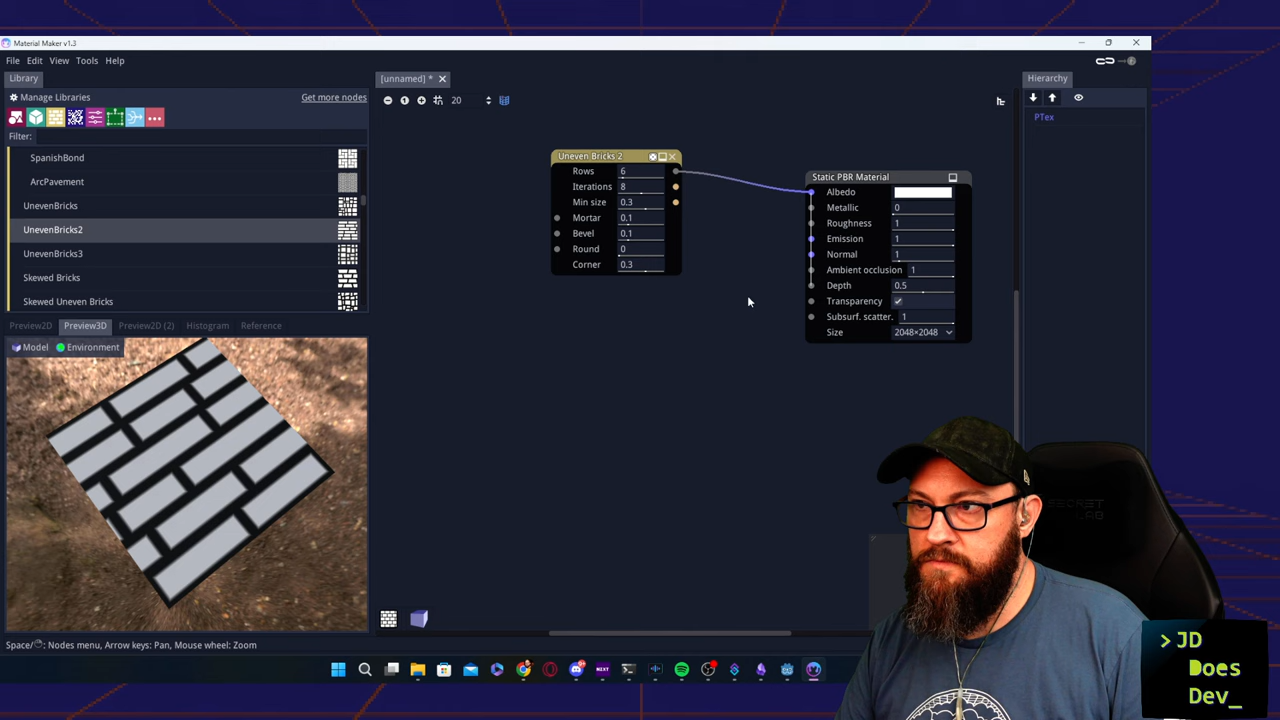 Material Maker v1.3
File Edit View Tools Help
Library
Manage Libraries Get more nodes
Filter:
SpanishBond
ArcPavement
UnevenBricks
UnevenBricks2
UnevenBricks3
Skewed Bricks
Skewed Uneven Bricks
Preview2D Preview3D Preview2D (2) Histogram Reference
Model Environment
[unnamed] *
20
Uneven Bricks 2
Rows 6
Iterations 8
Min size 0.3
Mortar 0.1
Bevel 0.1
Round 0
Corner 0.3
Static PBR Material
Albedo
Metallic 0
Roughness 1
Emission 1
Normal 1
Ambient occlusion 1
Depth 0.5
Transparency
Subsurf. scatter. 1
Size 2048×2048
Hierarchy
PTex
Space/ : Nodes menu, Arrow keys: Pan, Mouse wheel: Zoom
NEXT
SECRET
LAB
> JD
Does
Dev_